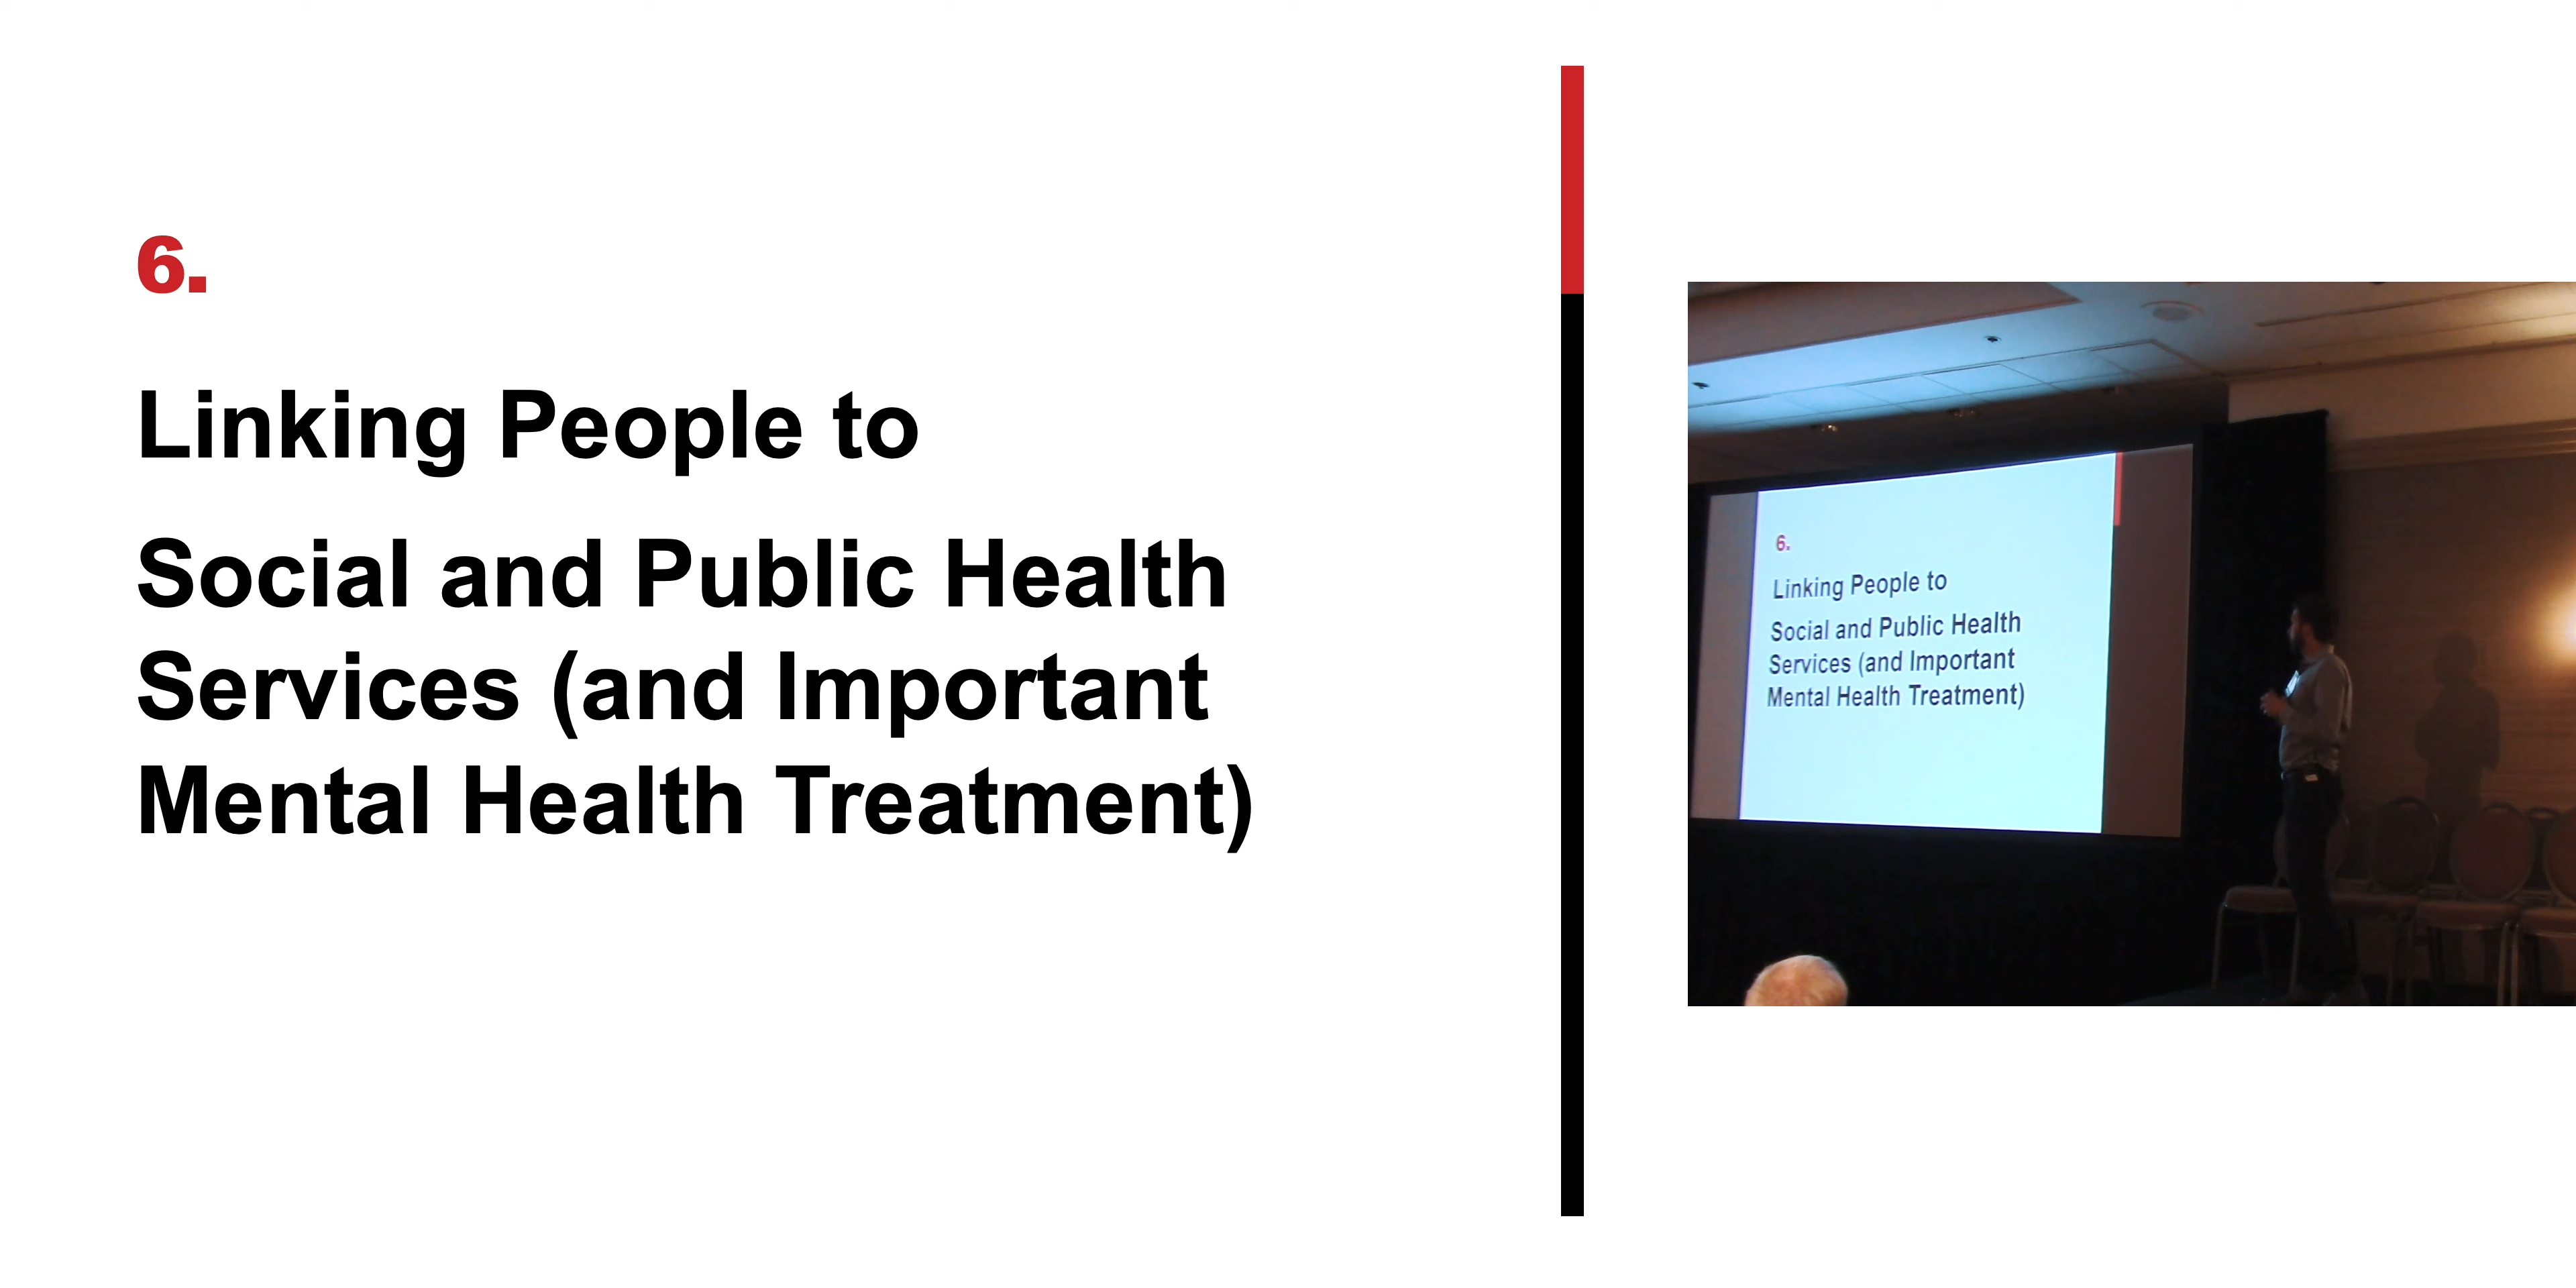 6.
Linking People to
Social and Public Health
Services (and Important
Mental Health Treatment)
6.
Linking People to
Social and Public Health
Services (and Important
Mental Health Treatment)